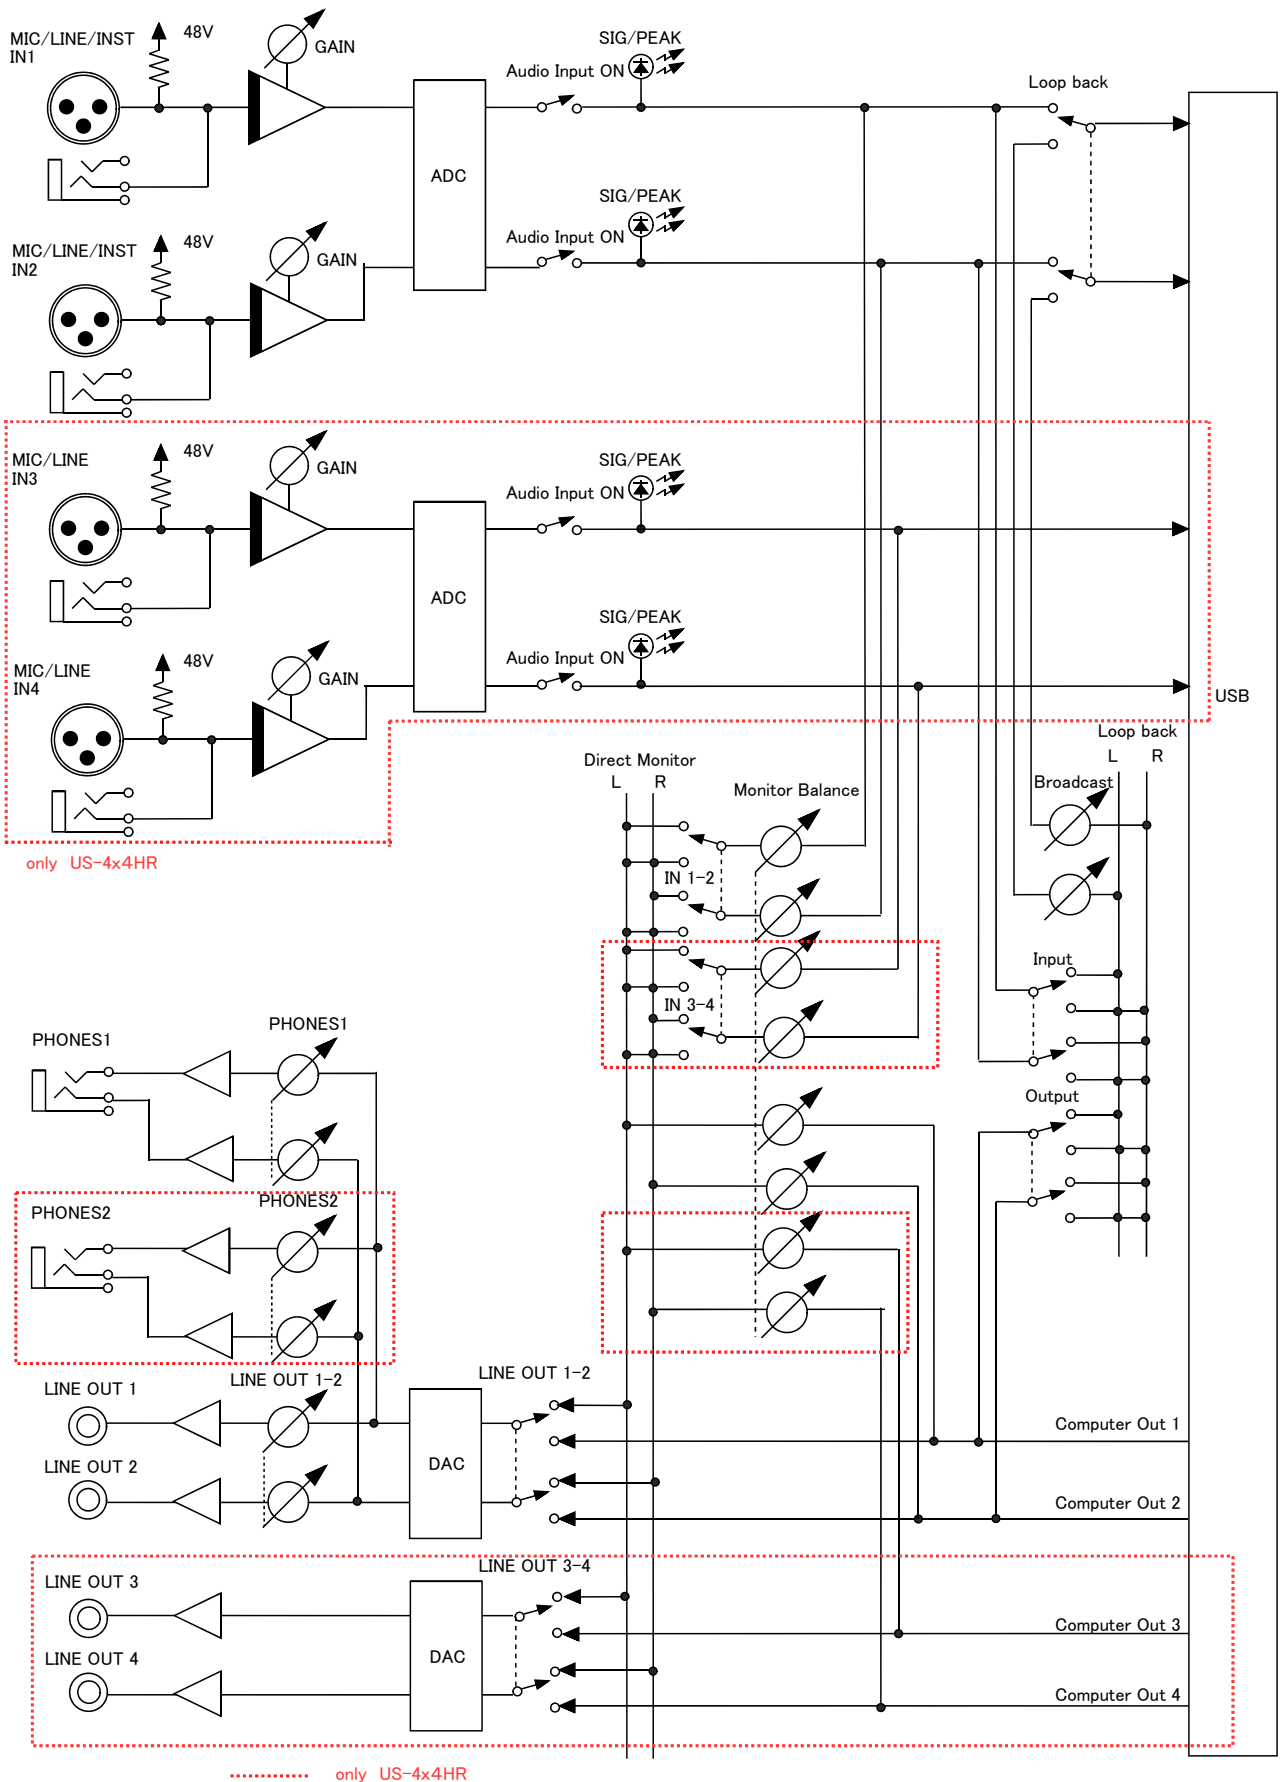 MIC/LINE/INST
IN1
48V
GAIN
SIG/PEAK
Audio Input ON
Loop back
ADC
MIC/LINE/INST
IN2
48V
GAIN
SIG/PEAK
Audio Input ON
MIC/LINE
IN3
48V
GAIN
SIG/PEAK
Audio Input ON
ADC
MIC/LINE
IN4
48V
GAIN
SIG/PEAK
Audio Input ON
USB
only US-4x4HR
Direct Monitor
L R
Monitor Balance
Loop back
L R
Broadcast
IN 1-2
IN 3-4
Input
Output
PHONES1
PHONES1
PHONES2
PHONES2
LINE OUT 1
LINE OUT 1-2
LINE OUT 1-2
LINE OUT 2
DAC
Computer Out 1
Computer Out 2
LINE OUT 3
LINE OUT 3-4
LINE OUT 4
DAC
Computer Out 3
Computer Out 4
only US-4x4HR